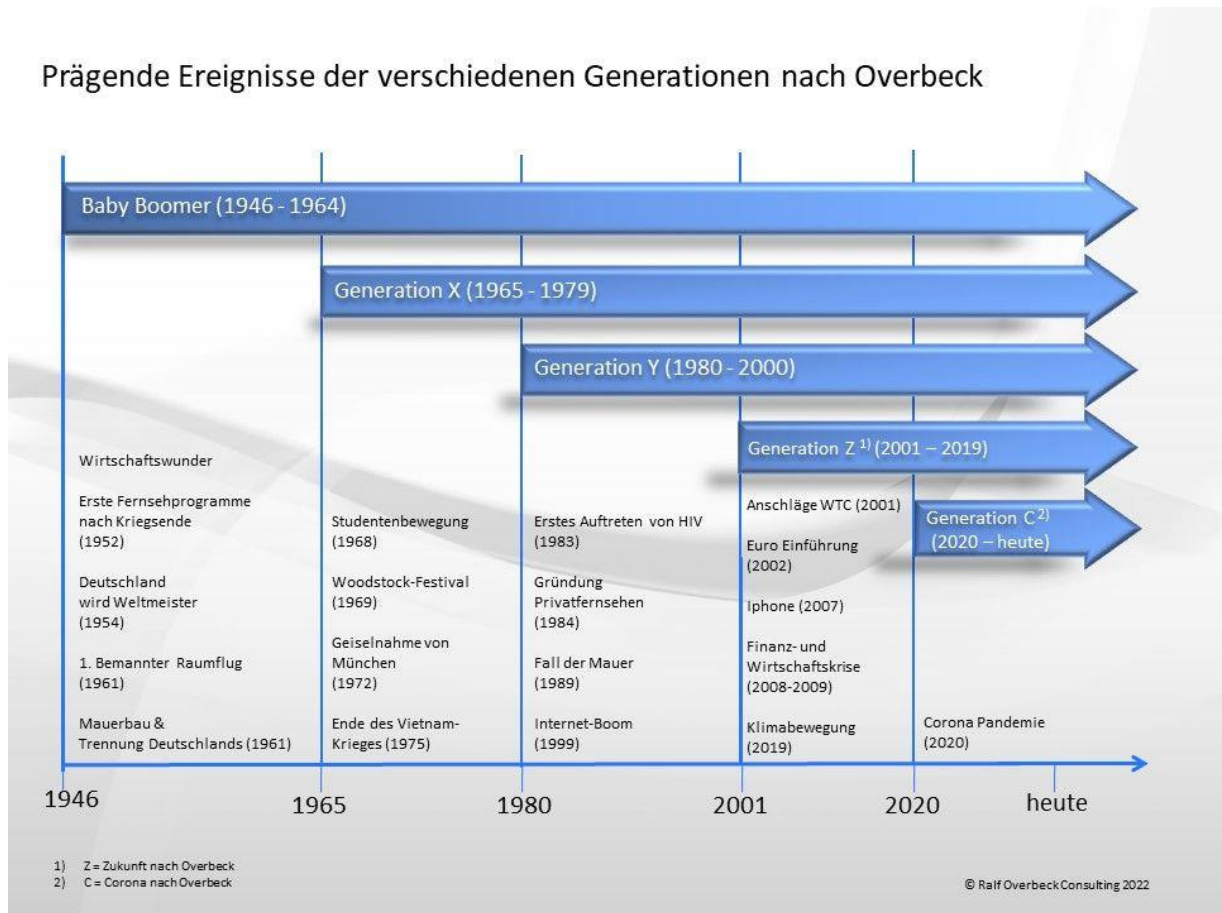 Prägende Ereignisse der verschiedenen Generationen nach Overbeck
Baby Boomer (1946 - 1964)
Generation X (1965 - 1979)
Generation Y (1980 - 2000)
Generation Z 1) (2001 – 2019)
Generation C 2)
(2020 – heute)
Wirtschaftswunder
Erste Fernsehprogramme
nach Kriegsende
(1952)
Deutschland
wird Weltmeister
(1954)
1. Bemannter Raumflug
(1961)
Mauerbau &
Trennung Deutschlands (1961)
Studentenbewegung
(1968)
Woodstock-Festival
(1969)
Geiselnahme von
München
(1972)
Ende des Vietnam-
Krieges (1975)
Erstes Auftreten von HIV
(1983)
Gründung
Privatfernsehen
(1984)
Fall der Mauer
(1989)
Internet-Boom
(1999)
Anschläge WTC (2001)
Euro Einführung
(2002)
Iphone (2007)
Finanz- und
Wirtschaftskrise
(2008-2009)
Klimabewegung
(2019)
Corona Pandemie
(2020)
1946
1965
1980
2001
2020
heute
1) Z = Zukunft nach Overbeck
2) C = Corona nach Overbeck
© Ralf Overbeck Consulting 2022